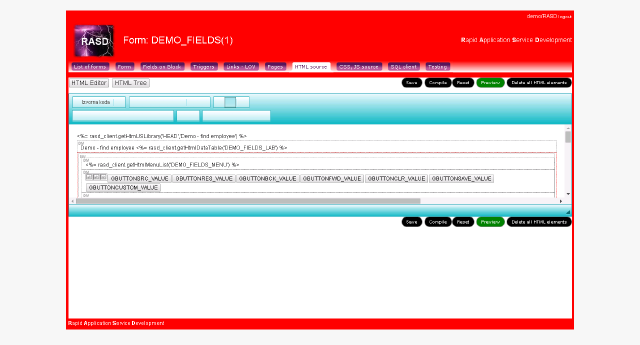 demo/RASD Logout
RASD
Form: DEMO_FIELDS(1)
Rapid Application Service Development
List of forms Form Fields on Block Triggers Links - LOV Pages HTML source CSS, JS source SQL client Testing
HTML Editor HTML Tree
Save Compile Reset Preview Delete all HTML elements
Izvorna koda
<%= rasd_client.getHtmlJSLibrary('HEAD','Demo - find employee') %>
Demo - find employee <%= rasd_client.getHtmlDateTable('DEMO_FIELDS_LAB') %>
<%= rasd_client.getHtmlMenuList('DEMO_FIELDS_MENU') %>
GBUTTONSRC_VALUE GBUTTONRES_VALUE GBUTTONBCK_VALUE GBUTTONFWD_VALUE GBUTTONCLR_VALUE GBUTTONSAVE_VALUE
GBUTTONCUSTOM_VALUE
Save Compile Reset Preview Delete all HTML elements
Rapid Application Service Development